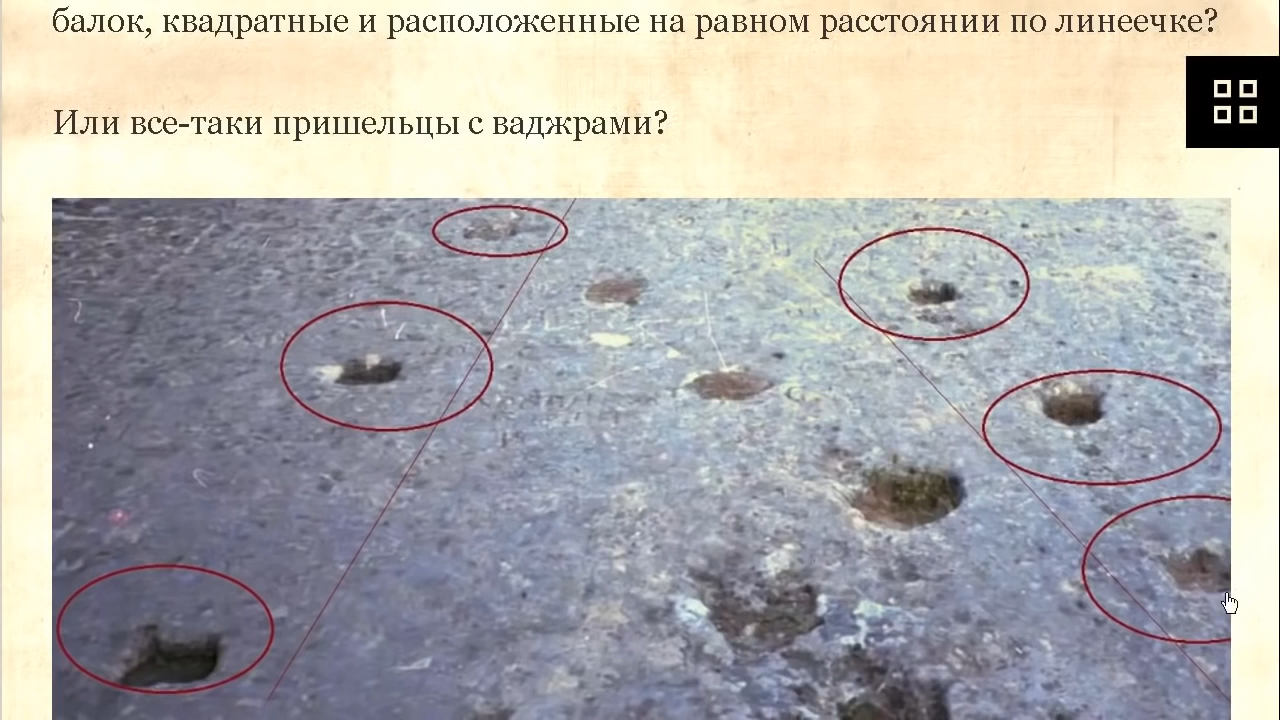 балок, квадратные и расположенные на равном расстоянии по линеечке?
Или все-таки пришельцы с ваджрами?